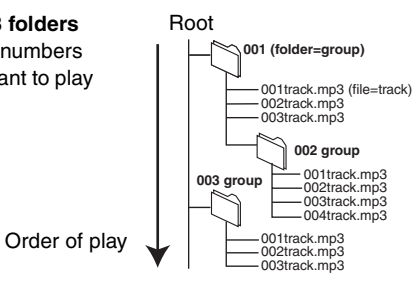 3 folders
numbers
ant to play
Order of play
Root
001 (folder=group)
001track.mp3 (file=track)
002track.mp3
003track.mp3
002 group
001track.mp3
002track.mp3
003track.mp3
004track.mp3
003 group
001track.mp3
002track.mp3
003track.mp3